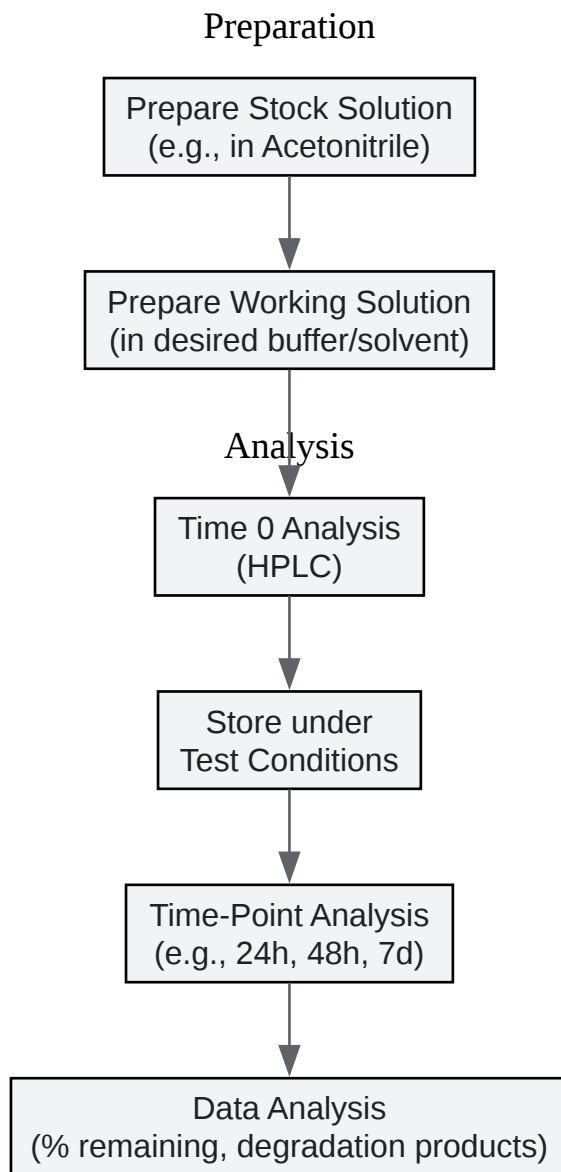 Preparation
Prepare Stock Solution
(e.g., in Acetonitrile)
Prepare Working Solution
(in desired buffer/solvent)
Analysis
Time 0 Analysis
(HPLC)
Store under
Test Conditions
Time-Point Analysis
(e.g., 24h, 48h, 7d)
Data Analysis
(% remaining, degradation products)